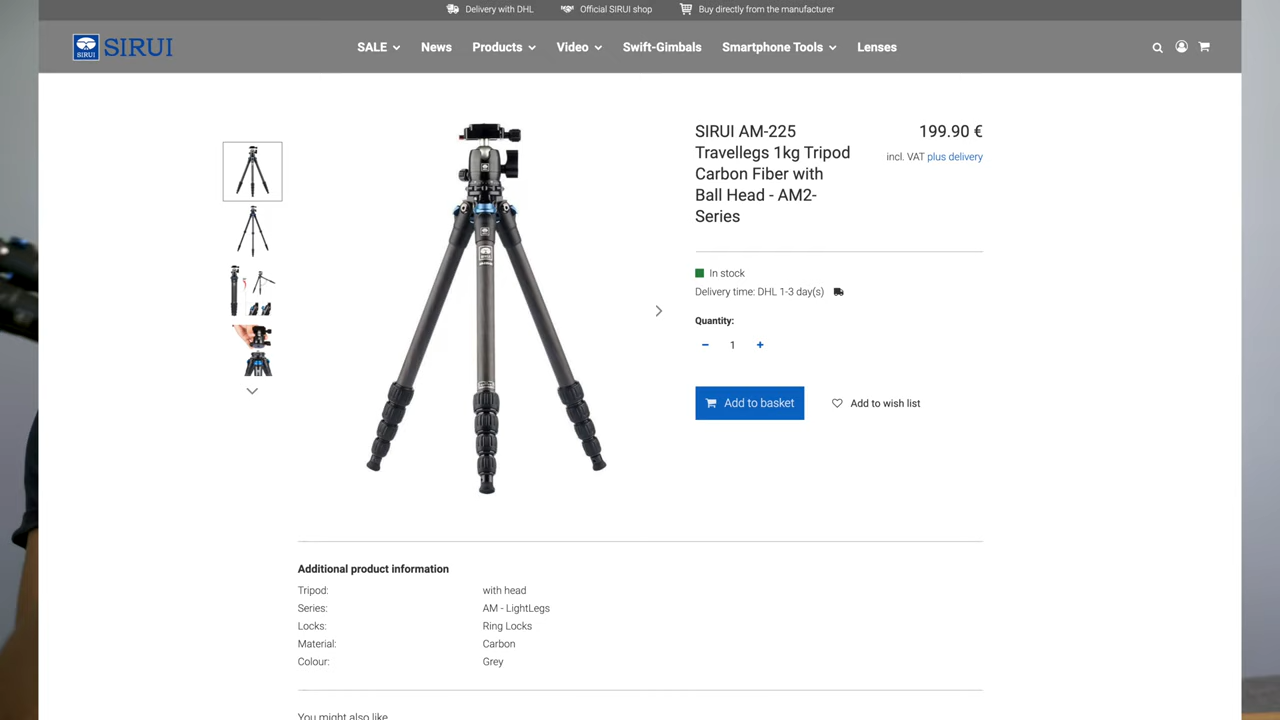 Delivery with DHL
Official SIRUI shop
Buy directly from the manufacturer
SIRUI
SIRUI
SALE
News
Products
Video
Swift-Gimbals
Smartphone Tools
Lenses
SIRUI AM-225
Travellegs 1kg Tripod
Carbon Fiber with
Ball Head - AM2-
Series
199.90 €
incl. VAT plus delivery
In stock
Delivery time: DHL 1-3 day(s)
Quantity:
− 1 +
Add to basket
Add to wish list
Additional product information
Tripod: with head
Series: AM - LightLegs
Locks: Ring Locks
Material: Carbon
Colour: Grey
You might also like